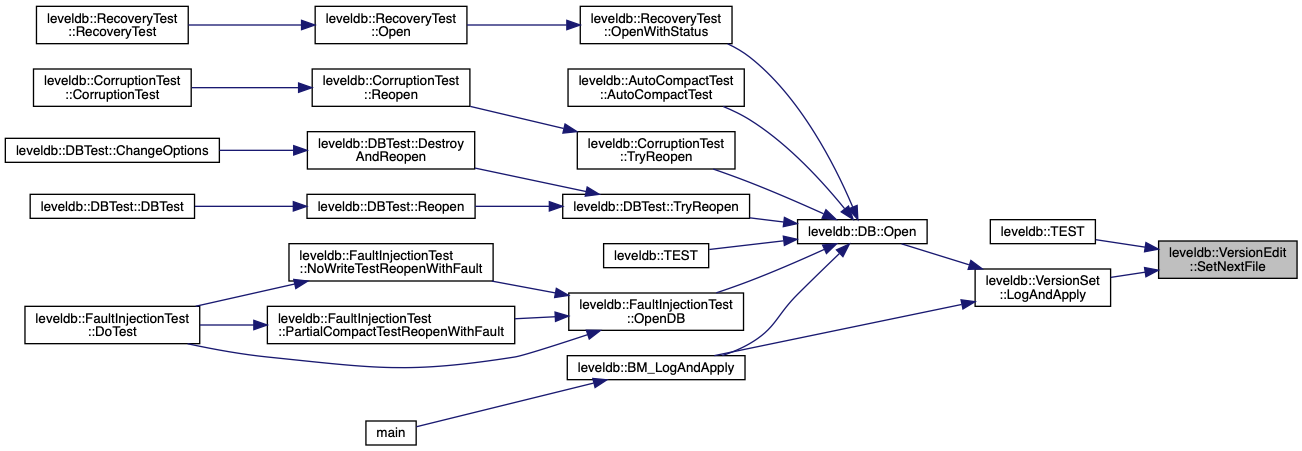 leveldb::RecoveryTest
::RecoveryTest
leveldb::RecoveryTest
::Open
leveldb::RecoveryTest
::OpenWithStatus
leveldb::CorruptionTest
::CorruptionTest
leveldb::CorruptionTest
::Reopen
leveldb::AutoCompactTest
::AutoCompactTest
leveldb::DBTest::ChangeOptions
leveldb::DBTest::Destroy
AndReopen
leveldb::CorruptionTest
::TryReopen
leveldb::DBTest::DBTest
leveldb::DBTest::Reopen
leveldb::DBTest::TryReopen
leveldb::DB::Open
leveldb::TEST
leveldb::VersionEdit
::SetNextFile
leveldb::FaultInjectionTest
::NoWriteTestReopenWithFault
leveldb::TEST
leveldb::VersionSet
::LogAndApply
leveldb::FaultInjectionTest
::DoTest
leveldb::FaultInjectionTest
::PartialCompactTestReopenWithFault
leveldb::FaultInjectionTest
::OpenDB
leveldb::BM_LogAndApply
main